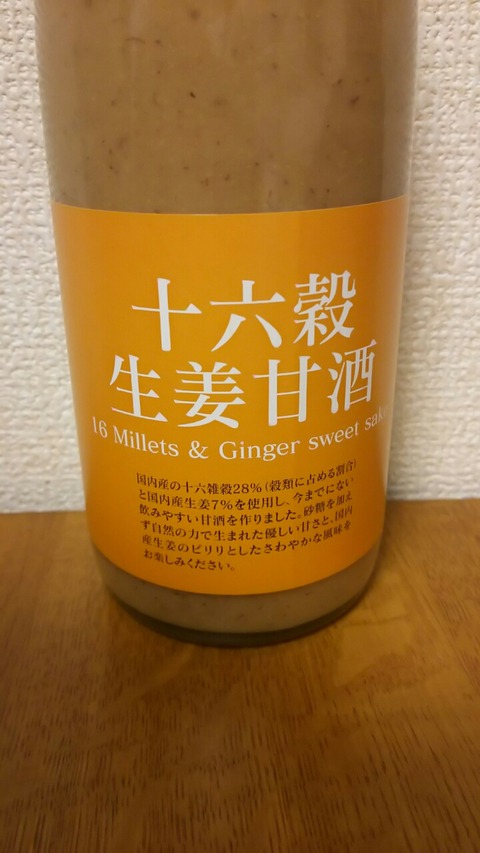 十六穀
生姜甘酒
16 Millets & Ginger sweet sake
国内産の十六雑穀28%(穀類に占める割合)
と国内産生姜7%を使用し、今までにない
飲みやすい甘酒を作りました。砂糖を加え
ず自然の力で生まれた優しい甘さと、国内
産生姜のピリリとしたさわやかな風味を
お楽しみください。